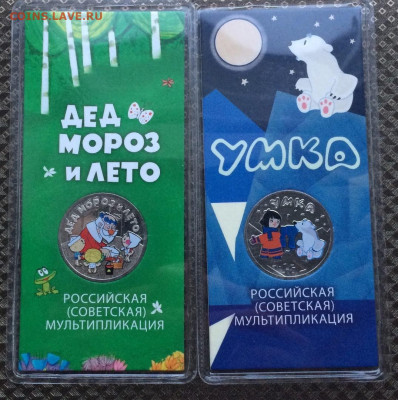 COINS.LAVE.RU
ДЕД
МОРОЗ
и ЛЕТО
ДЕД МОРОЗ И ЛЕТО
РОССИЙСКАЯ
(СОВЕТСКАЯ)
МУЛЬТИПЛИКАЦИЯ
УМКА
УМКА
РОССИЙСКАЯ
(СОВЕТСКАЯ)
МУЛЬТИПЛИКАЦИЯ